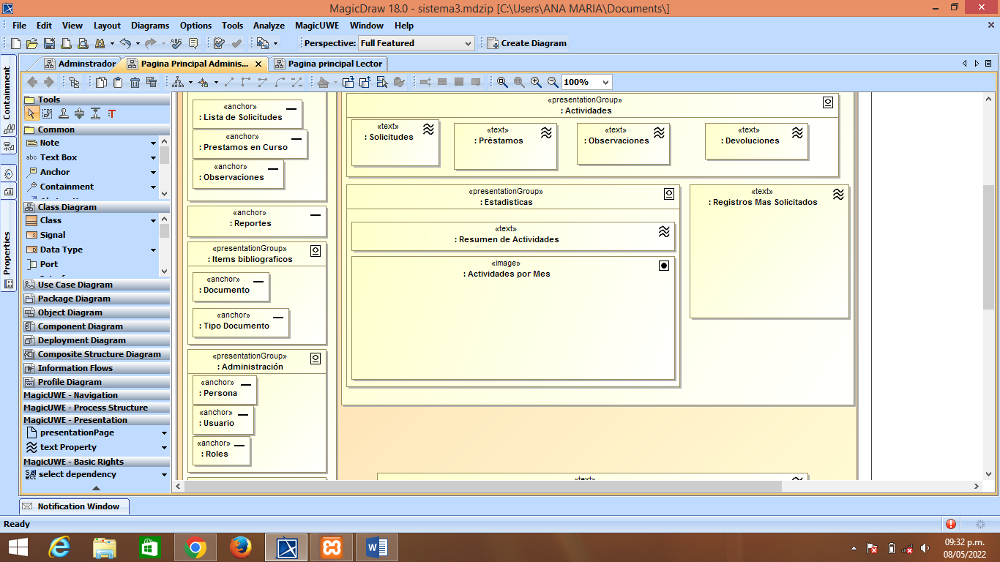 MagicDraw 18.0 - sistema3.mdzip [C:\Users\ANA MARIA\Documents\]
File Edit View Layout Diagrams Options Tools Analyze MagicUWE Window Help
Perspective: Full Featured Create Diagram
Adminstrador Pagina Principal Adminis... Pagina principal Lector
100%
Containment
Properties
Tools
Common
Note
abc Text Box
Anchor
Containment
Class Diagram
Class
Signal
Data Type
Port
Use Case Diagram
Package Diagram
Object Diagram
Component Diagram
Deployment Diagram
Composite Structure Diagram
Information Flows
Profile Diagram
MagicUWE - Navigation
MagicUWE - Process Structure
MagicUWE - Presentation
presentationPage
text Property
MagicUWE - Basic Rights
select dependency
«anchor»
: Lista de Solicitudes
«anchor»
: Prestamos en Curso
«anchor»
: Observaciones
«anchor»
: Reportes
«presentationGroup»
: Items bibliograficos
«anchor»
: Documento
«anchor»
: Tipo Documento
«presentationGroup»
: Administración
«anchor»
: Persona
«anchor»
: Usuario
«anchor»
: Roles
«presentationGroup»
: Actividades
«text»
: Solicitudes
«text»
: Préstamos
«text»
: Observaciones
«text»
: Devoluciones
«presentationGroup»
: Estadisticas
«text»
: Resumen de Actividades
«image»
: Actividades por Mes
«text»
: Registros Mas Solicitados
«text»
Notification Window
Ready
09:32 p.m.
08/05/2022